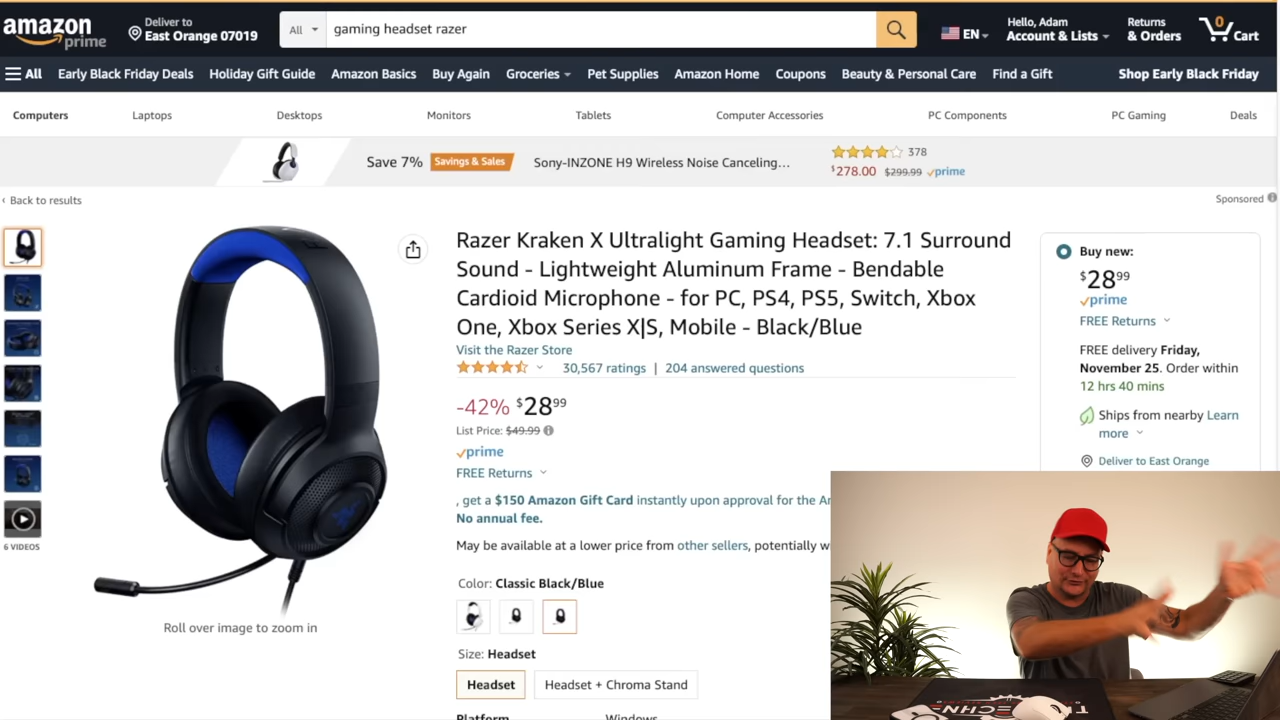 amazon
prime
Deliver to
East Orange 07019
All
gaming headset razer
EN
Hello, Adam
Account & Lists
Returns
& Orders
0
Cart
All
Early Black Friday Deals
Holiday Gift Guide
Amazon Basics
Buy Again
Groceries
Pet Supplies
Amazon Home
Coupons
Beauty & Personal Care
Find a Gift
Shop Early Black Friday
Computers
Laptops
Desktops
Monitors
Tablets
Computer Accessories
PC Components
PC Gaming
Deals
Save 7%
Savings & Sales
Sony-INZONE H9 Wireless Noise Canceling...
378
$278.00 $299.99 prime
‹ Back to results
Sponsored
Razer Kraken X Ultralight Gaming Headset: 7.1 Surround
Sound - Lightweight Aluminum Frame - Bendable
Cardioid Microphone - for PC, PS4, PS5, Switch, Xbox
One, Xbox Series X|S, Mobile - Black/Blue
Visit the Razer Store
30,567 ratings | 204 answered questions
-42% $28 99
List Price: $49.99
prime
FREE Returns
, get a $150 Amazon Gift Card instantly upon approval for the
No annual fee.
May be available at a lower price from other sellers, potentially
Color: Classic Black/Blue
Size: Headset
Headset
Headset + Chroma Stand
Platform
Windows
6 VIDEOS
Roll over image to zoom in
Buy new:
$28 99
prime
FREE Returns
FREE delivery Friday,
November 25. Order within
12 hrs 40 mins
Ships from nearby Learn
more
Deliver to East Orange